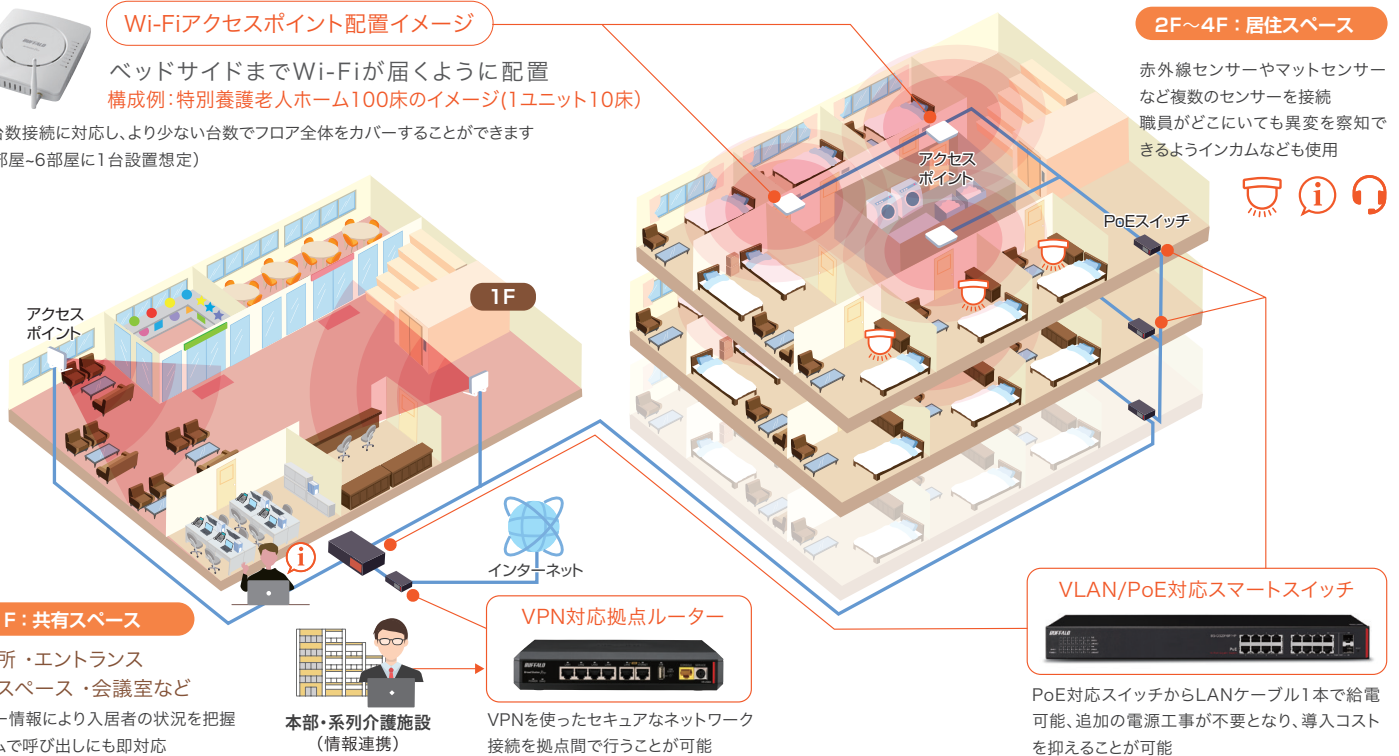 Wi-Fiアクセスポイント配置イメージ
ベッドサイドまでWi-Fiが届くように配置
構成例:特別養護老人ホーム100床のイメージ(1ユニット10床)
台数接続に対応し、より少ない台数でフロア全体をカバーすることができます
部屋~6部屋に1台設置想定)
2F～4F:居住スペース
赤外線センサーやマットセンサー
など複数のセンサーを接続
職員がどこにいても異変を察知で
きるようインカムなども使用
アクセス
ポイント
PoEスイッチ
アクセス
ポイント
1F
インターネット
F:共有スペース
所 ・エントランス
スペース ・会議室など
ー情報により入居者の状況を把握
ムで呼び出しにも即対応
本部・系列介護施設
(情報連携)
VPN対応拠点ルーター
BUFFALO
VPNを使ったセキュアなネットワーク
接続を拠点間で行うことが可能
VLAN/PoE対応スマートスイッチ
BUFFALO
PoE
PoE対応スイッチからLANケーブル1本で給電
可能、追加の電源工事が不要となり、導入コスト
を抑えることが可能